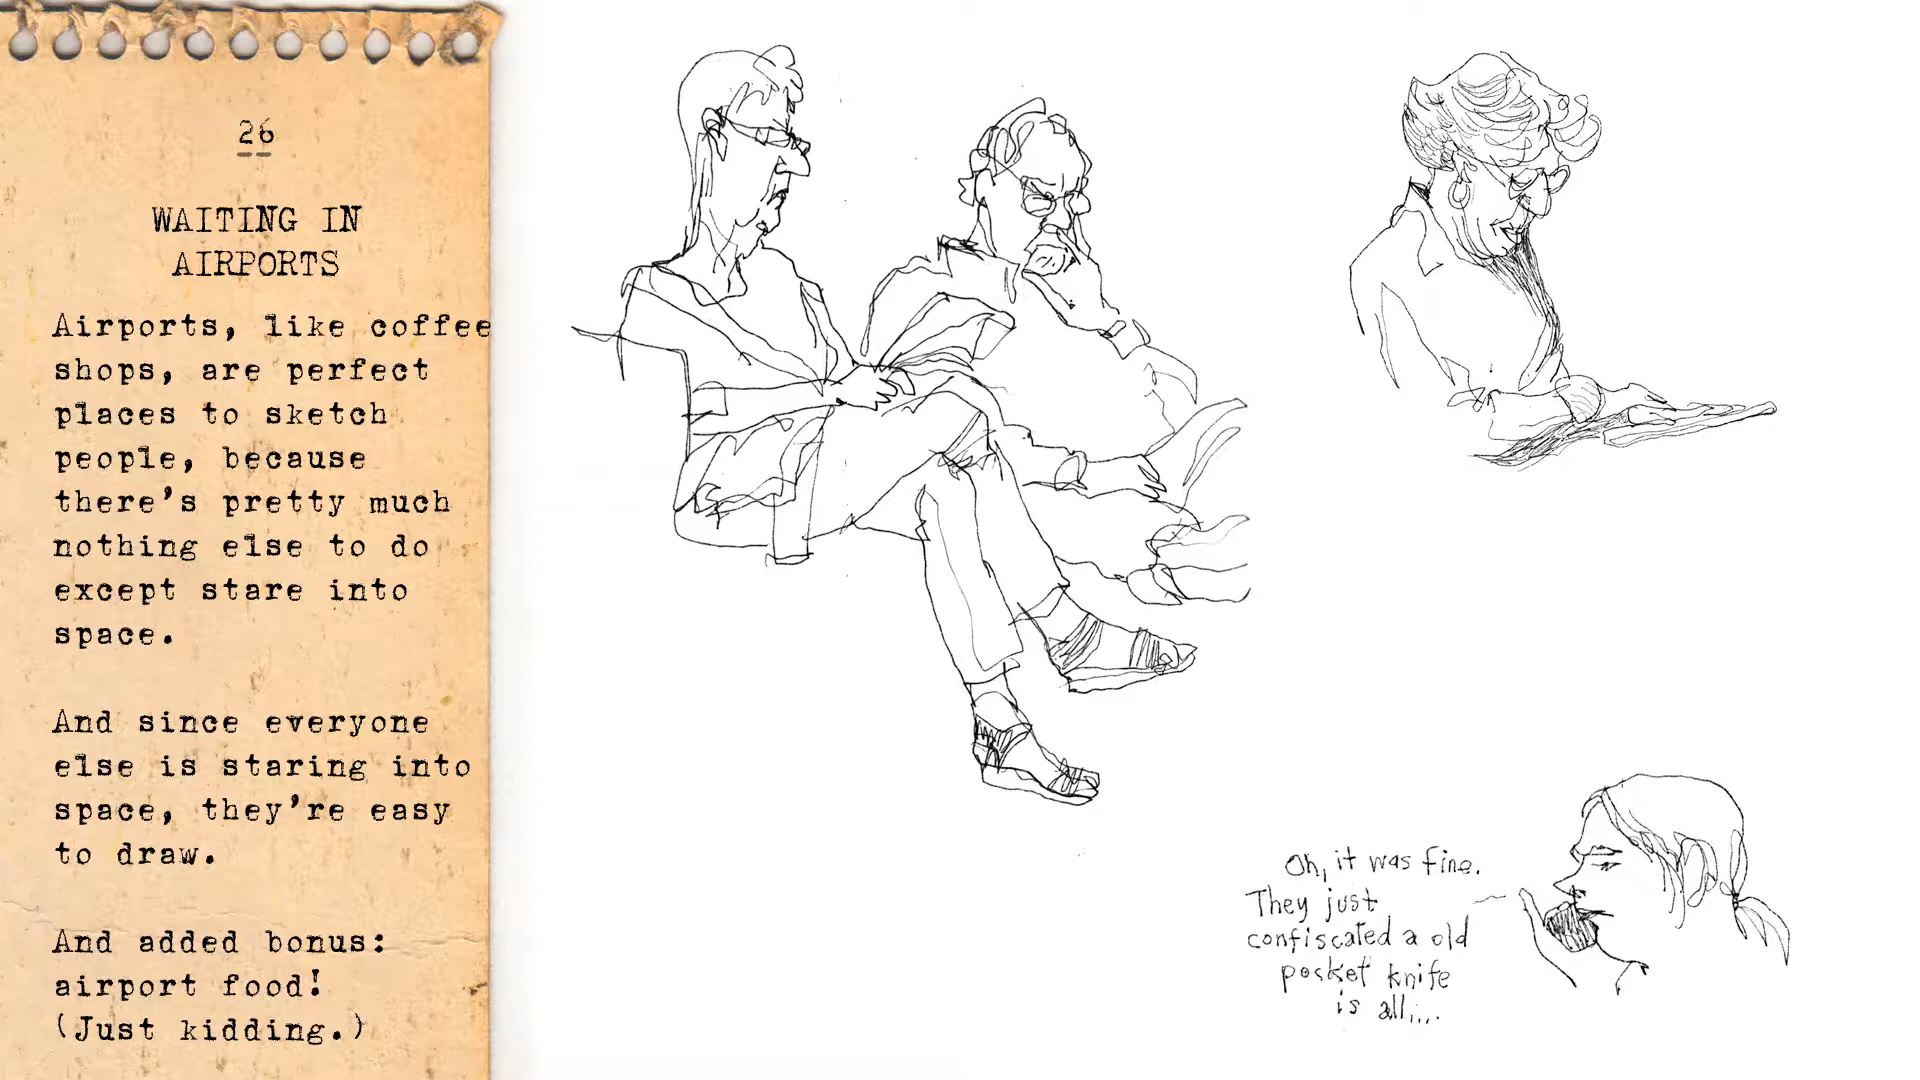 26
WAITING IN
AIRPORTS
Airports, like coffee
shops, are perfect
places to sketch
people, because
there's pretty much
nothing else to do
except stare into
space.
And since everyone
else is staring into
space, they're easy
to draw.
And added bonus:
airport food!
(Just kidding.)
Oh, it was fine.
They just
confiscated a old
pocket knife
is all....